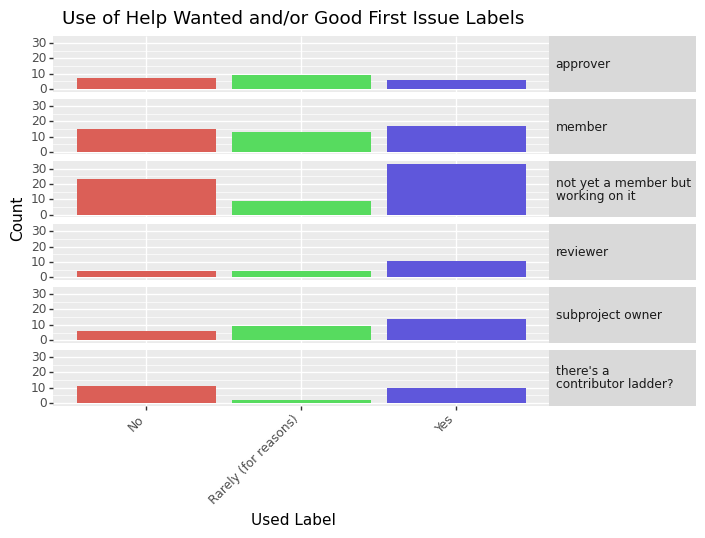 Use of Help Wanted and/or Good First Issue Labels
30
20
10
0
approver
30
20
10
0
member
30
20
10
0
not yet a member but
working on it
30
20
10
0
reviewer
30
20
10
0
subproject owner
30
20
10
0
there's a
contributor ladder?
Count
No
Rarely (for reasons)
Yes
Used Label